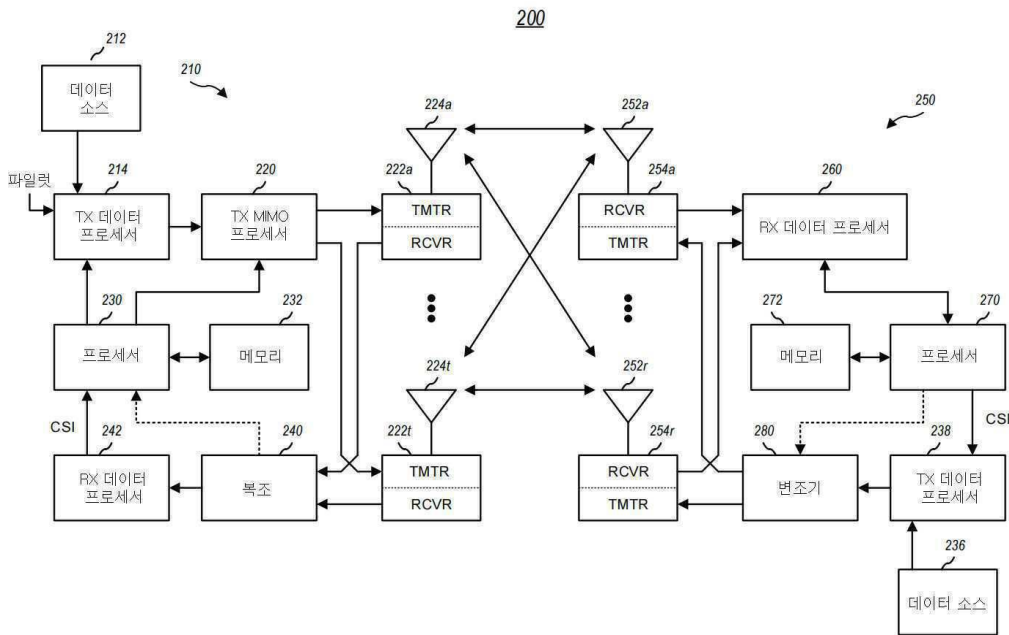 200
212
데이터
소스
210
224a
252a
250
파일럿
214
TX 데이터
프로세서
220
TX MIMO
프로세서
222a
TMTR
RCVR
254a
RCVR
TMTR
260
RX 데이터 프로세서
230
프로세서
232
메모리
272
메모리
270
프로세서
224t
252r
CSI
242
RX 데이터
프로세서
240
복조
222t
TMTR
RCVR
254r
RCVR
TMTR
280
변조기
CSI
238
TX 데이터
프로세서
236
데이터 소스